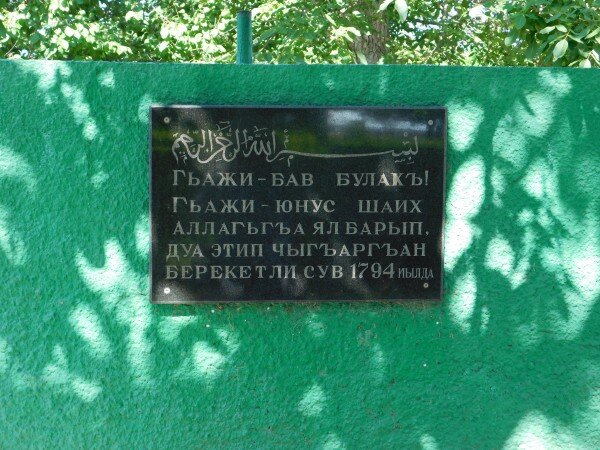 بسم الله الرحمن الرحيم
ГЬАЖИ-БАВ БУЛАКЪ!
ГЬАЖИ-ЮНУС ШАИХ
АЛЛАГЬГЪА ЯЛБАРЫП,
ДУА ЭТИП ЧЫГЪАРГЪАН
БЕРЕКЕТЛИ СУВ 1794 ЙЫЛДА